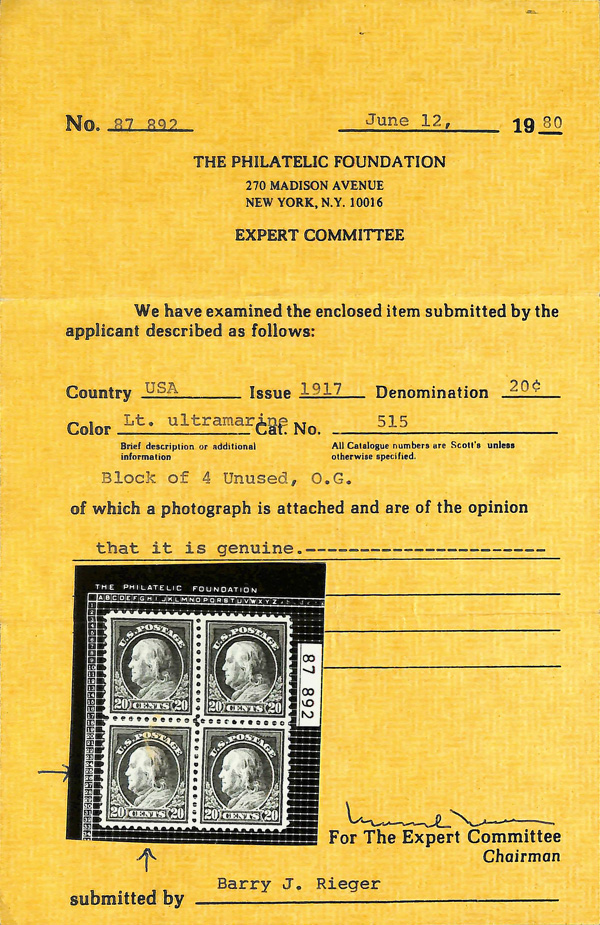 No. 87 892 June 12, 19 80
THE PHILATELIC FOUNDATION
270 MADISON AVENUE
NEW YORK, N.Y. 10016
EXPERT COMMITTEE
We have examined the enclosed item submitted by the
applicant described as follows:
Country USA Issue 1917 Denomination 20¢
Color Lt. ultramarine Cat. No. 515
Brief description or additional
information
All Catalogue numbers are Scott's unless
otherwise specified.
Block of 4 Unused, O.G.
of which a photograph is attached and are of the opinion
that it is genuine.------------------------
THE PHILATELIC FOUNDATION
ABCDEFGHIJKLMNOPQRSTUVWXYZ
U.S. POSTAGE U.S. POSTAGE
20 CENTS 20 20 CENTS 20
87 892
U.S. POSTAGE U.S. POSTAGE
20 CENTS 20 20 CENTS 20
For The Expert Committee
Chairman
submitted by Barry J. Rieger